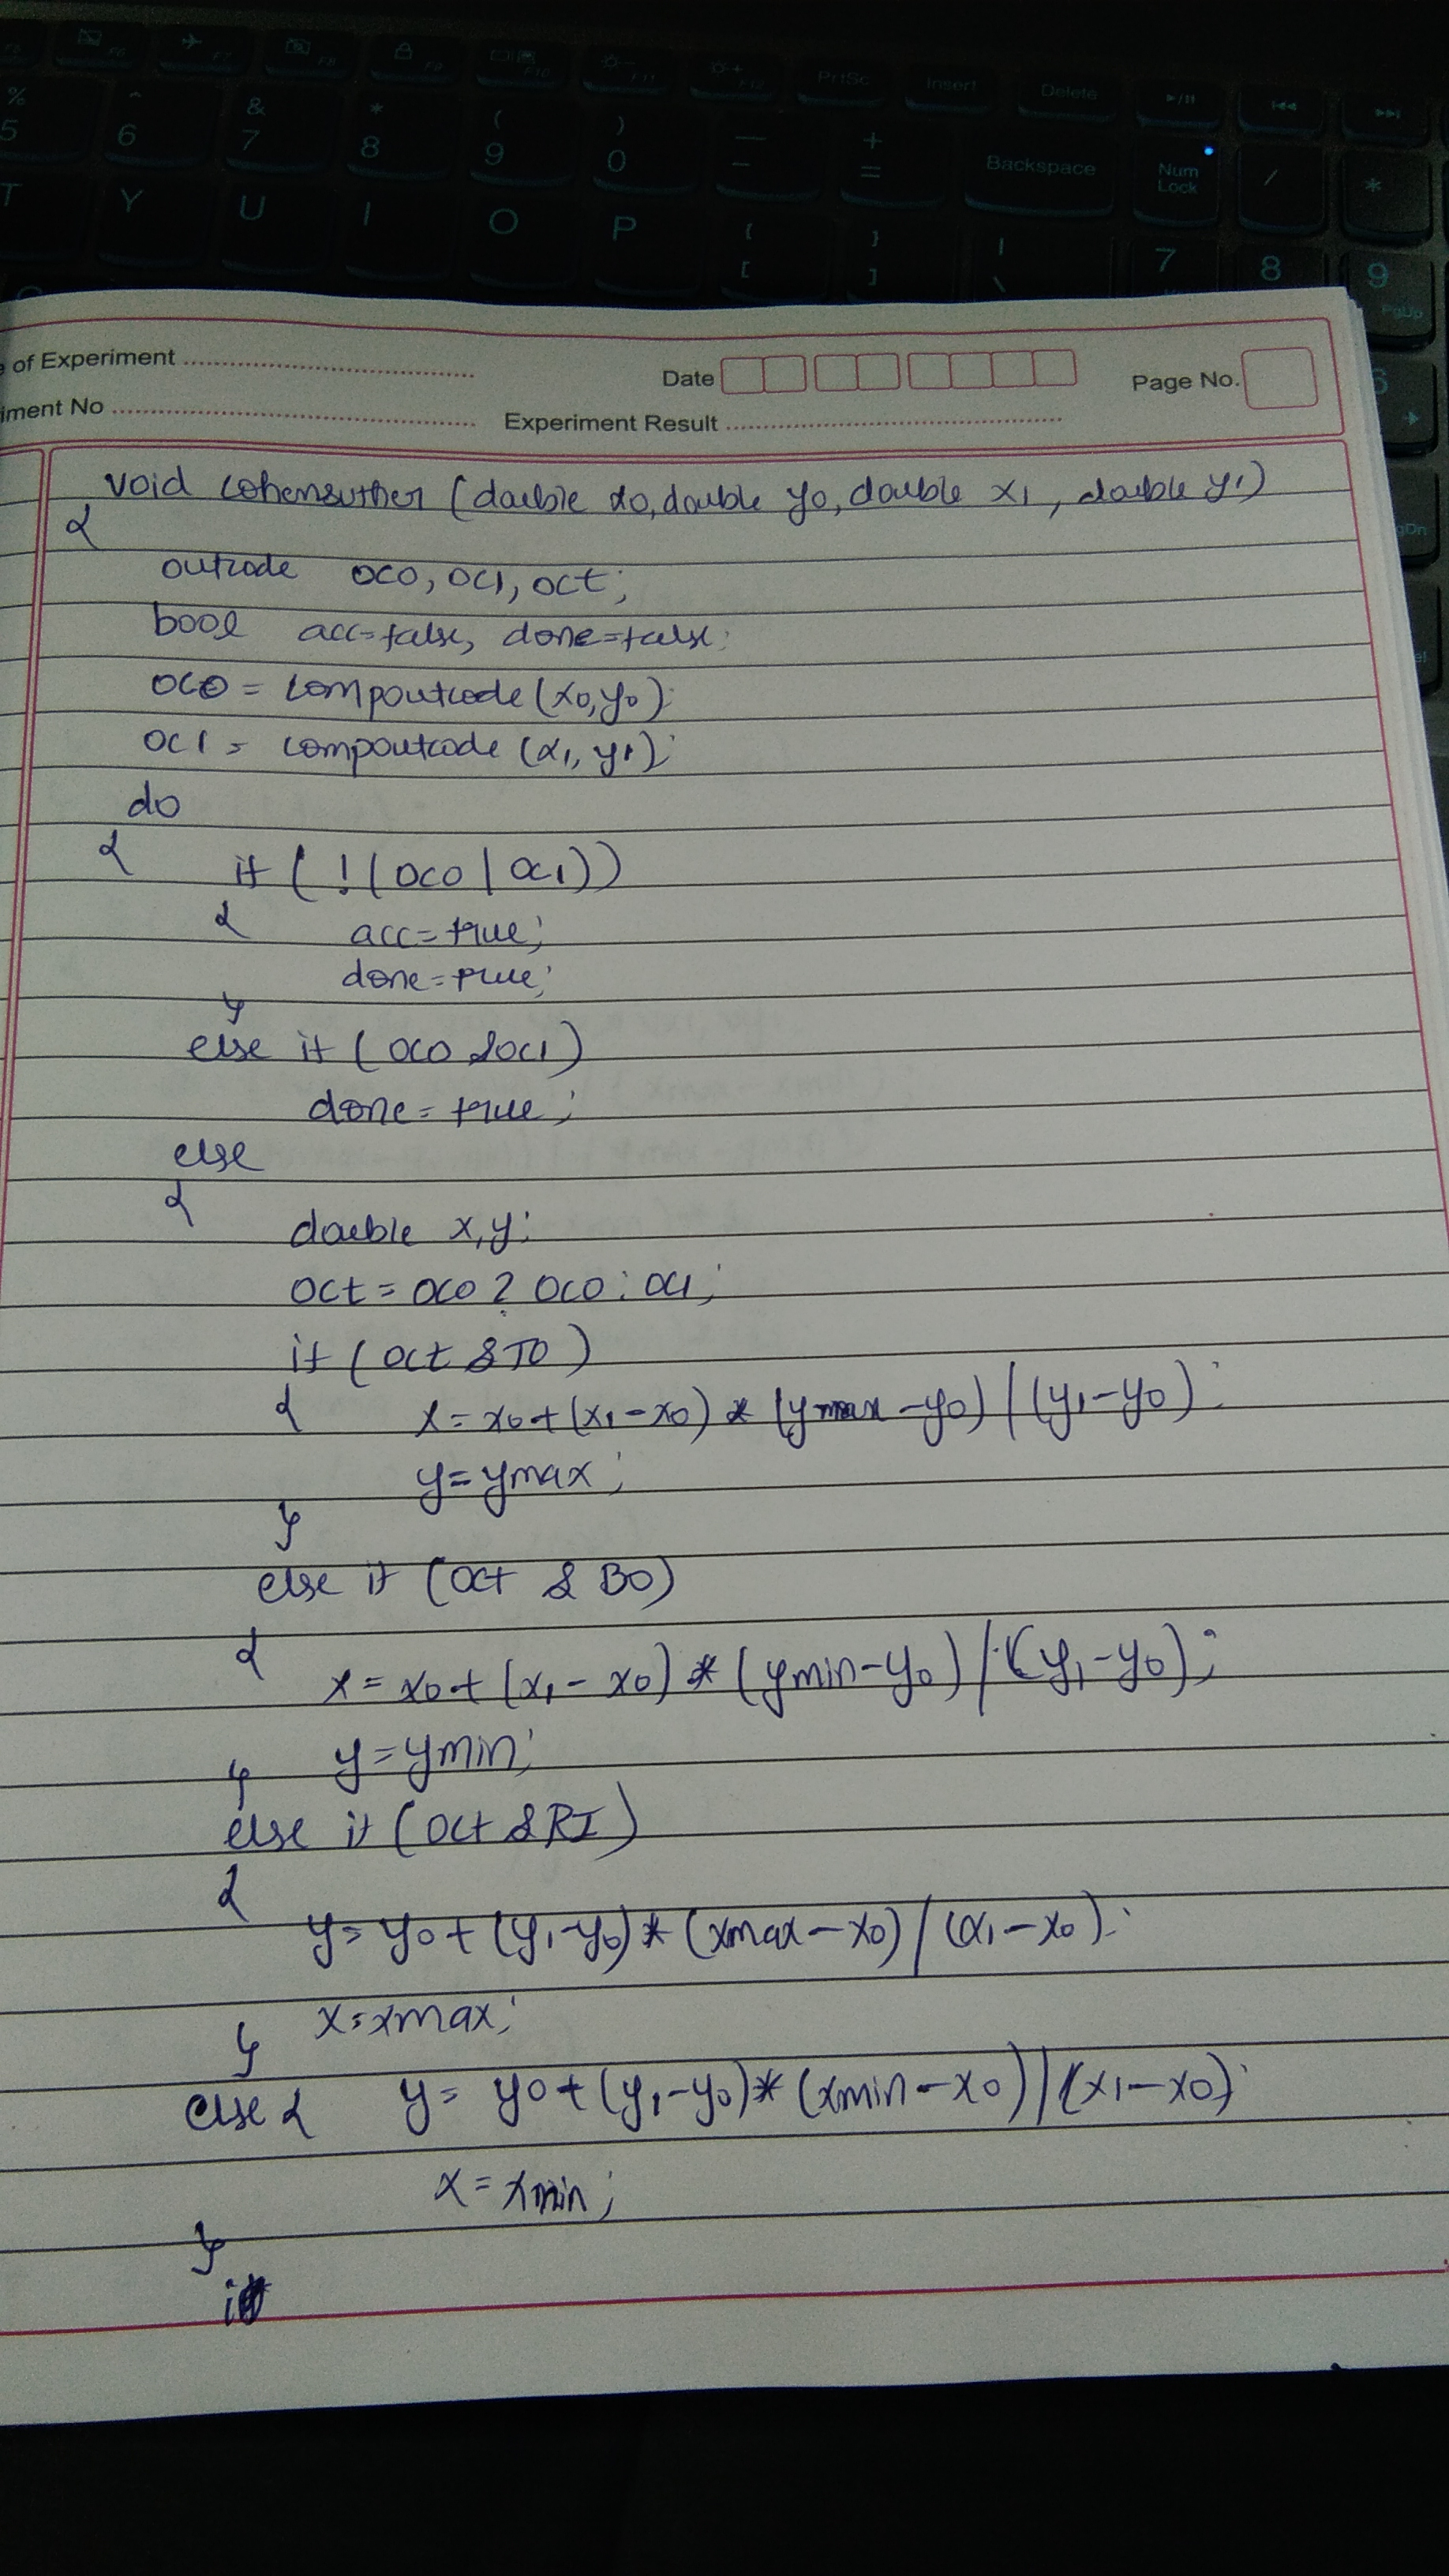 F5 F6 F7 F8 F9 F10 F11 F12 PrtSc Insert Delete
% ^ & * ( ) — +
5 6 7 8 9 0 - = Backspace Num Lock / *
T Y U I O P { [ } ] | \ 7 8 9 PgUp
of Experiment
Date
Page No.
iment No
Experiment Result
void cohensuther (double x0, double y0, double x1, double y1)
{
outcode oc0, oc1, oct;
bool acc=false, done=false;
oc0 = compoutcode (x0,y0);
oc1 = compoutcode (x1, y1);
do
{ if ( ! (oc0 | oc1))
{ acc=true;
done=true;
}
else if ( oc0 & oc1)
done = true;
else
{
double x,y;
oct = oc0 ? oc0 : oc1;
if ( oct & TO )
{ x = x0+(x1-x0) * (ymax-y0) / (y1-y0);
y=ymax;
}
else if (oct & BO)
{
x = x0+(x1-x0) * (ymin-y0) / (y1-y0);
} y=ymin;
else if (oct & RI)
{
y= y0+(y1-y0)*(xmax-x0) / (x1-x0);
} x=xmax;
else { y= y0+(y1-y0)*(xmin-x0) / (x1-x0);
x = xmin;
}